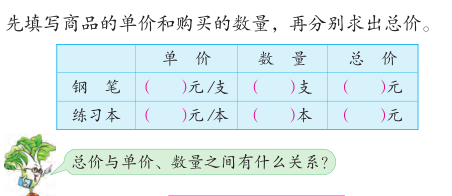 先填写商品的单价和购买的数量，再分别求出总价。
单 价 数 量 总 价
钢 笔 (  )元/支 (  )支 (  )元
练习本 (  )元/本 (  )本 (  )元
总价与单价、数量之间有什么关系？